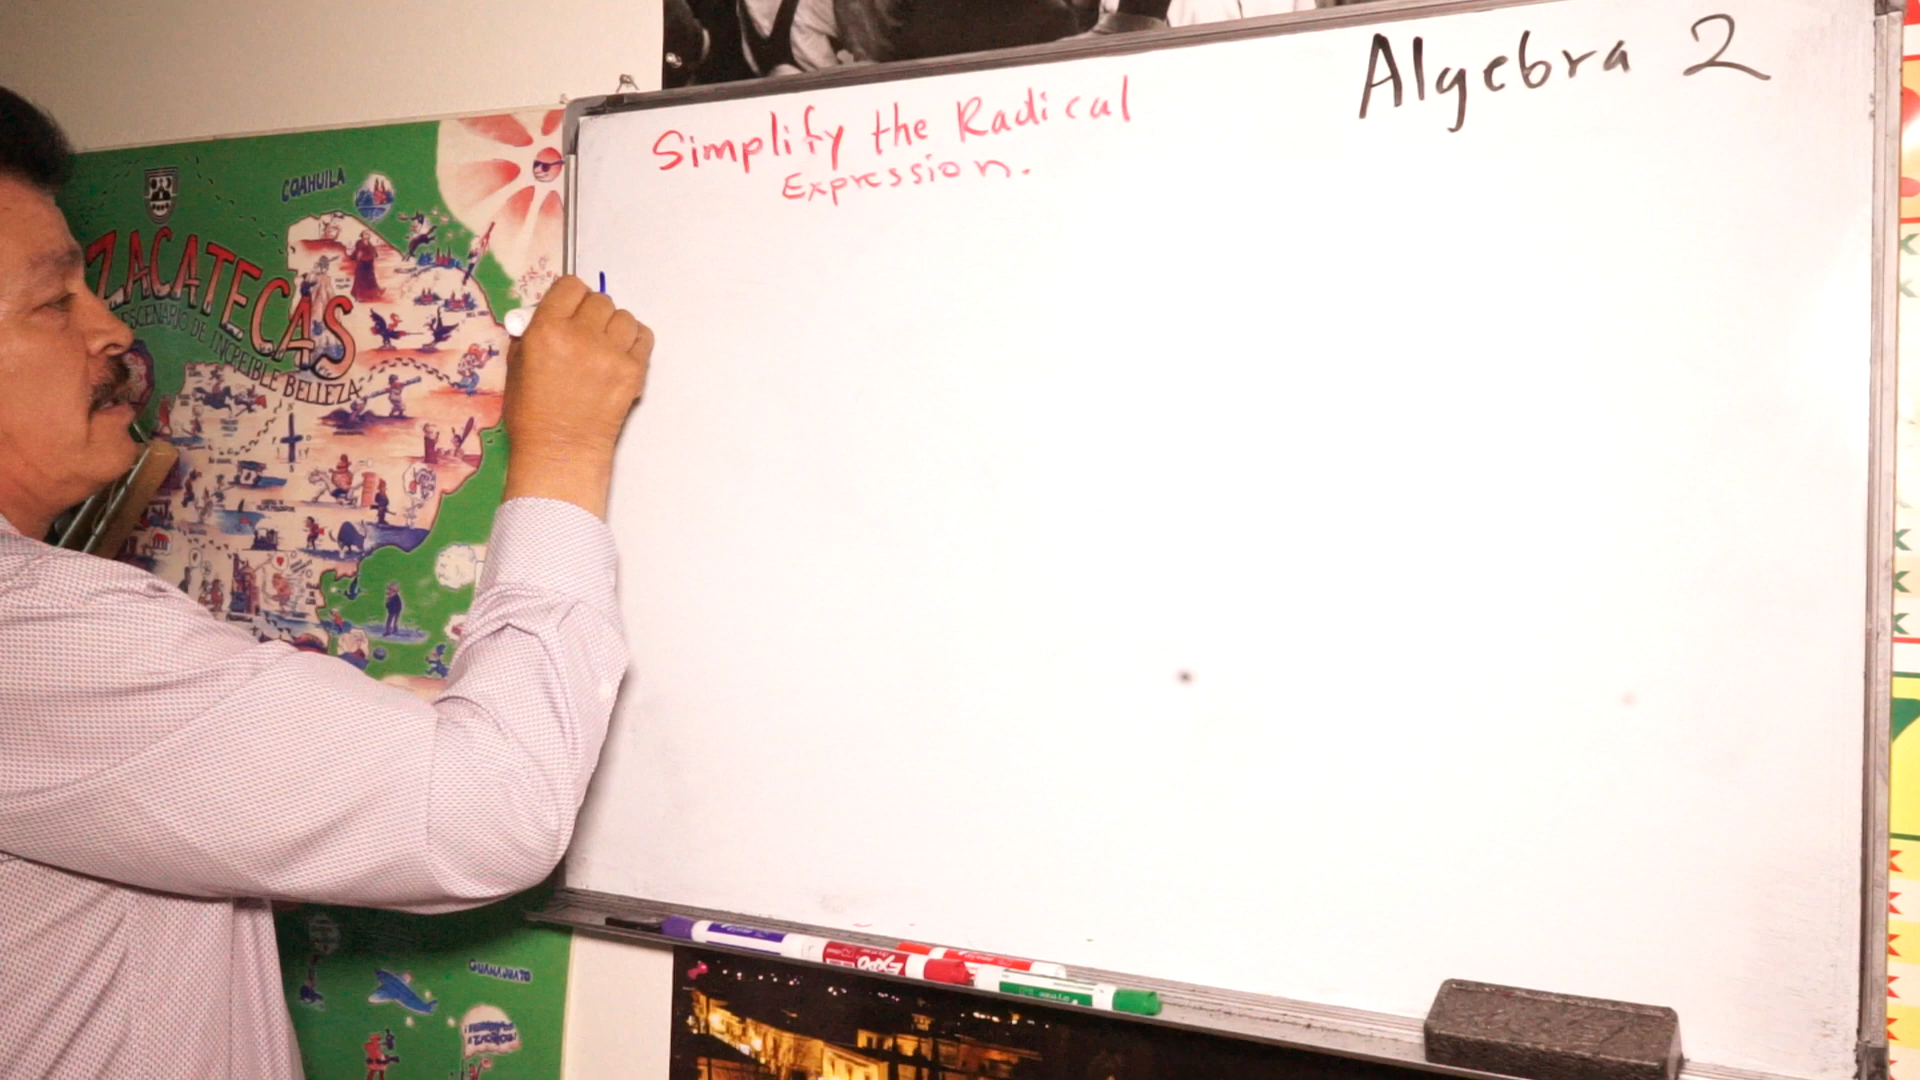 Algebra 2
Simplify the Radical
Expression.
COAHUILA
ZACATECAS
ESCENARIO DE INCREIBLE BELLEZA
GUANAJUATO
EXPO